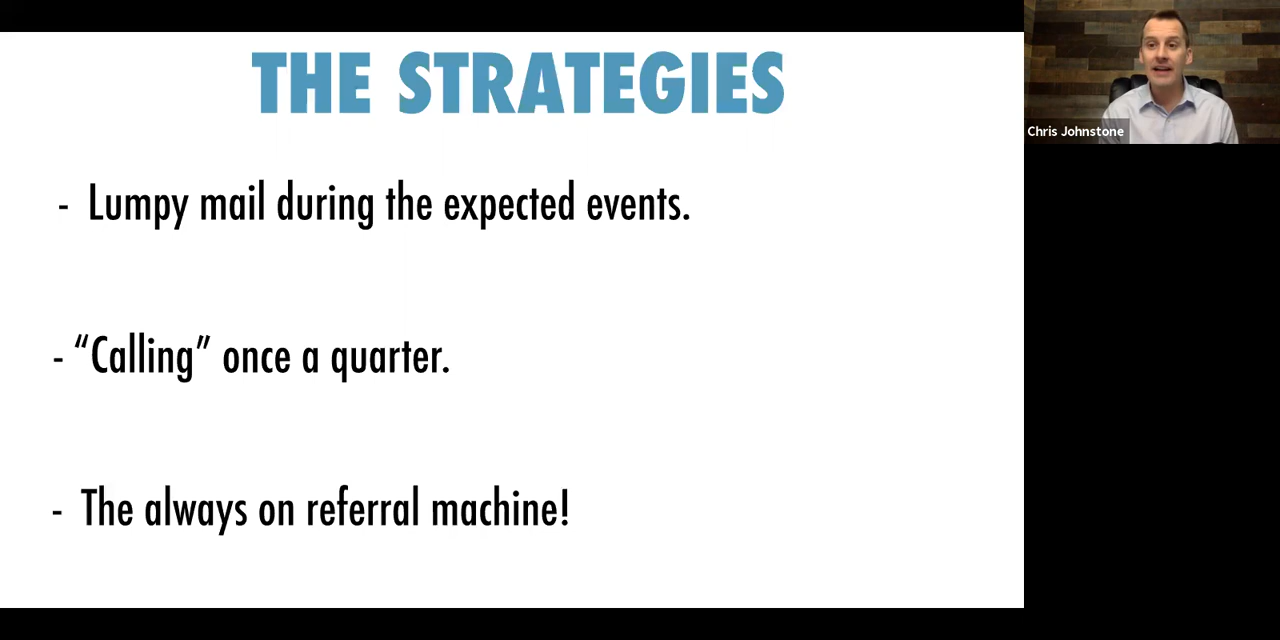 THE STRATEGIES
Chris Johnstone
- Lumpy mail during the expected events.
- “Calling” once a quarter.
- The always on referral machine!